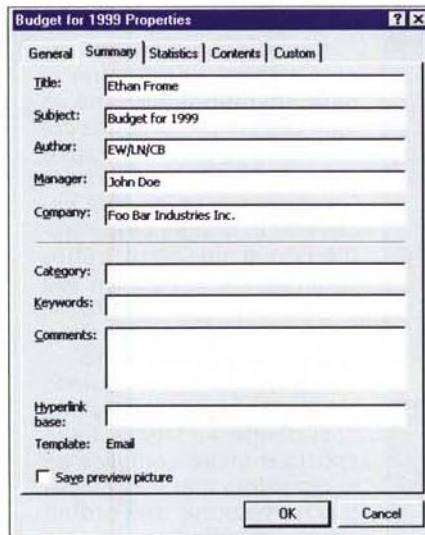 Budget for 1999 Properties
General Summary Statistics Contents Custom
Title: Ethan Frome
Subject: Budget for 1999
Author: EW/LN/CB
Manager: John Doe
Company: Foo Bar Industries Inc.
Category:
Keywords:
Comments:
Hyperlink
base:
Template: Email
Save preview picture
OK Cancel